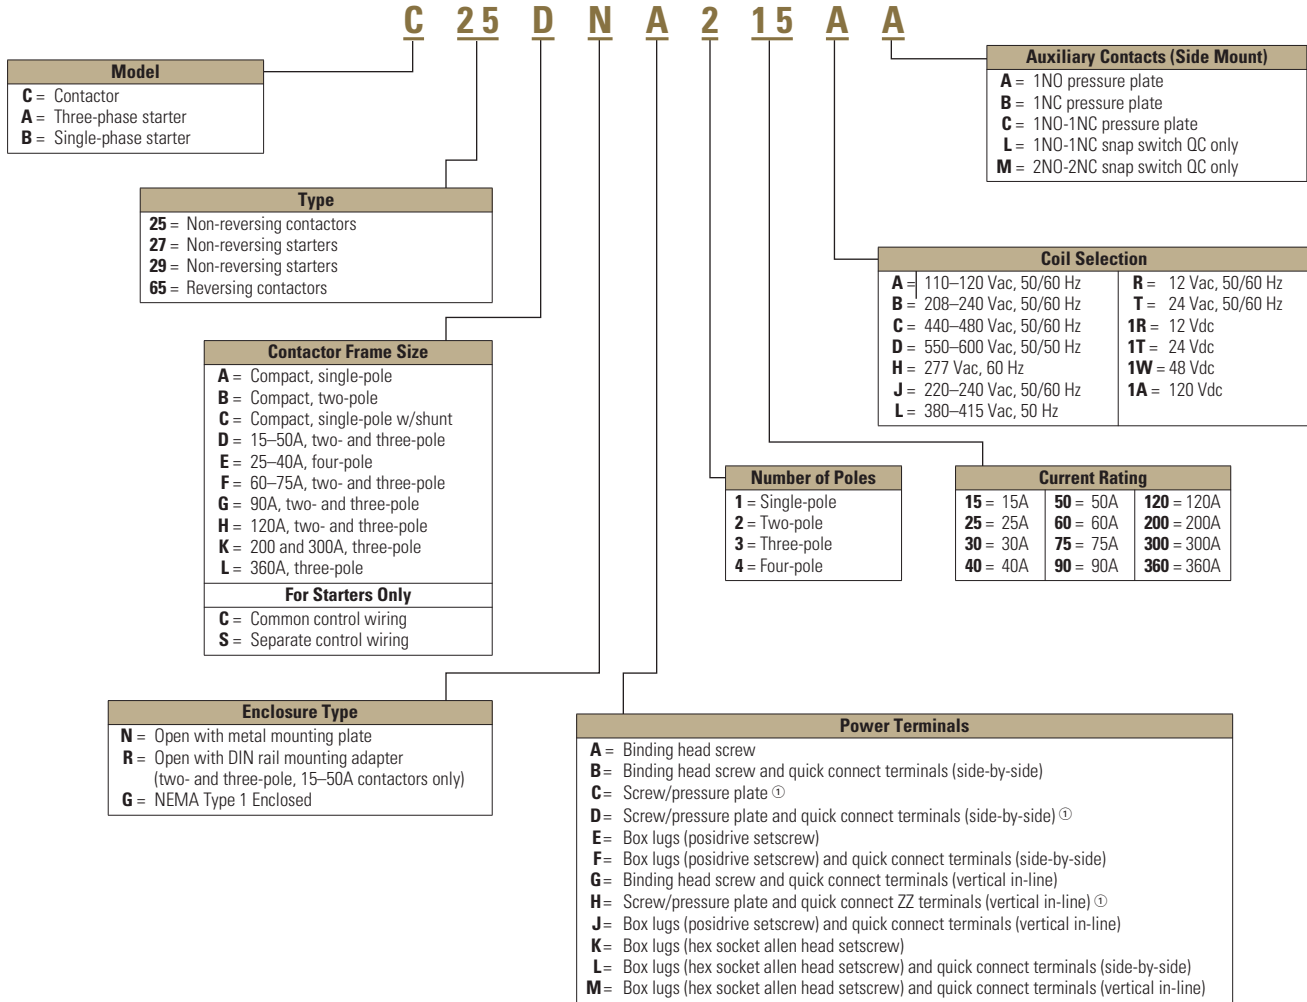 C 25 D N A 2 15 A A
Model
C = Contactor
A = Three-phase starter
B = Single-phase starter
Auxiliary Contacts (Side Mount)
A = 1NO pressure plate
B = 1NC pressure plate
C = 1NO-1NC pressure plate
L = 1NO-1NC snap switch QC only
M = 2NO-2NC snap switch QC only
Type
25 = Non-reversing contactors
27 = Non-reversing starters
29 = Non-reversing starters
65 = Reversing contactors
Coil Selection
A = 110–120 Vac, 50/60 Hz
B = 208–240 Vac, 50/60 Hz
C = 440–480 Vac, 50/60 Hz
D = 550–600 Vac, 50/50 Hz
H = 277 Vac, 60 Hz
J = 220–240 Vac, 50/60 Hz
L = 380–415 Vac, 50 Hz
R = 12 Vac, 50/60 Hz
T = 24 Vac, 50/60 Hz
1R = 12 Vdc
1T = 24 Vdc
1W = 48 Vdc
1A = 120 Vdc
Contactor Frame Size
A = Compact, single-pole
B = Compact, two-pole
C = Compact, single-pole w/shunt
D = 15–50A, two- and three-pole
E = 25–40A, four-pole
F = 60–75A, two- and three-pole
G = 90A, two- and three-pole
H = 120A, two- and three-pole
K = 200 and 300A, three-pole
L = 360A, three-pole
For Starters Only
C = Common control wiring
S = Separate control wiring
Number of Poles
1 = Single-pole
2 = Two-pole
3 = Three-pole
4 = Four-pole
Current Rating
15 = 15A 50 = 50A 120 = 120A
25 = 25A 60 = 60A 200 = 200A
30 = 30A 75 = 75A 300 = 300A
40 = 40A 90 = 90A 360 = 360A
Enclosure Type
N = Open with metal mounting plate
R = Open with DIN rail mounting adapter
(two- and three-pole, 15–50A contactors only)
G = NEMA Type 1 Enclosed
Power Terminals
A = Binding head screw
B = Binding head screw and quick connect terminals (side-by-side)
C = Screw/pressure plate ①
D = Screw/pressure plate and quick connect terminals (side-by-side) ①
E = Box lugs (posidrive setscrew)
F = Box lugs (posidrive setscrew) and quick connect terminals (side-by-side)
G = Binding head screw and quick connect terminals (vertical in-line)
H = Screw/pressure plate and quick connect ZZ terminals (vertical in-line) ①
J = Box lugs (posidrive setscrew) and quick connect terminals (vertical in-line)
K = Box lugs (hex socket allen head setscrew)
L = Box lugs (hex socket allen head setscrew) and quick connect terminals (side-by-side)
M = Box lugs (hex socket allen head setscrew) and quick connect terminals (vertical in-line)